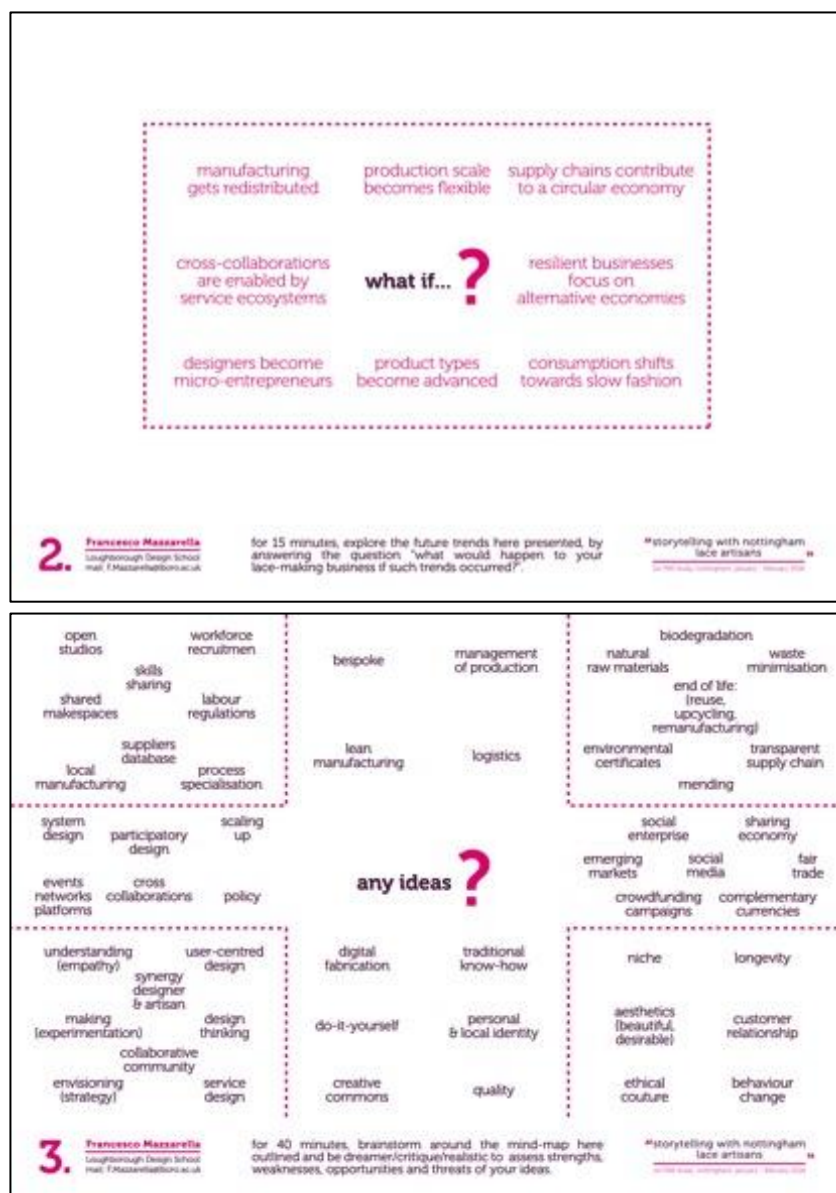 manufacturing
gets redistributed
production scale
becomes flexible
supply chains contribute
to a circular economy
cross-collaborations
are enabled by
service ecosystems
what if... ?
resilient businesses
focus on
alternative economies
designers become
micro-entrepreneurs
product types
become advanced
consumption shifts
towards slow fashion
2.
Francesco Mazzarella
Loughborough Design School
mail: F.Mazzarella@lboro.ac.uk
for 15 minutes, explore the future trends here presented, by
answering the question "what would happen to your
lace-making business if such trends occurred?".
"storytelling with nottingham
lace artisans"
open
studios
workforce
recruitmen
skills
sharing
shared
makespaces
labour
regulations
suppliers
database
local
manufacturing
process
specialisation
bespoke
management
of production
lean
manufacturing
logistics
biodegradation
natural
raw materials
waste
minimisation
end of life:
(reuse,
upcycling,
remanufacturing)
environmental
certificates
transparent
supply chain
mending
system
design
participatory
design
scaling
up
events
networks
platforms
cross
collaborations
policy
any ideas ?
social
enterprise
sharing
economy
emerging
markets
social
media
fair
trade
crowdfunding
campaigns
complementary
currencies
understanding
(empathy)
user-centred
design
synergy
designer
& artisan
making
(experimentation)
design
thinking
collaborative
community
envisioning
(strategy)
service
design
digital
fabrication
traditional
know-how
do-it-yourself
personal
& local identity
creative
commons
quality
niche
longevity
aesthetics
(beautiful,
desirable)
customer
relationship
ethical
couture
behaviour
change
3.
Francesco Mazzarella
Loughborough Design School
mail: F.Mazzarella@lboro.ac.uk
for 40 minutes, brainstorm around the mind-map here
outlined and be dreamer/critique/realistic to assess strengths,
weaknesses, opportunities and threats of your ideas.
"storytelling with nottingham
lace artisans"